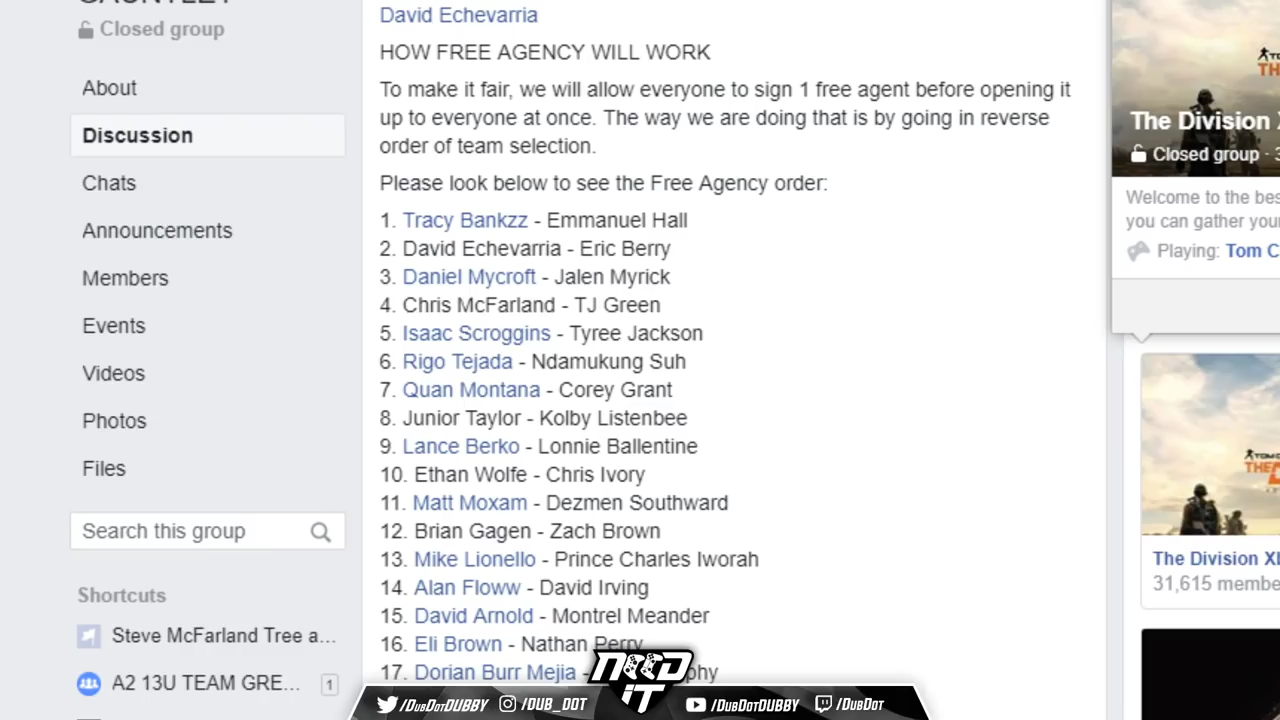 David Echevarria
Closed group
HOW FREE AGENCY WILL WORK
About
To make it fair, we will allow everyone to sign 1 free agent before opening it
up to everyone at once. The way we are doing that is by going in reverse
order of team selection.
Discussion
Please look below to see the Free Agency order:
Chats
1. Tracy Bankzz - Emmanuel Hall
2. David Echevarria - Eric Berry
3. Daniel Mycroft - Jalen Myrick
4. Chris McFarland - TJ Green
5. Isaac Scroggins - Tyree Jackson
6. Rigo Tejada - Ndamukung Suh
7. Quan Montana - Corey Grant
8. Junior Taylor - Kolby Listenbee
9. Lance Berko - Lonnie Ballentine
10. Ethan Wolfe - Chris Ivory
11. Matt Moxam - Dezmen Southward
12. Brian Gagen - Zach Brown
13. Mike Lionello - Prince Charles Iworah
14. Alan Floww - David Irving
15. David Arnold - Montrel Meander
16. Eli Brown - Nathan Perry
17. Dorian Burr Mejia -
Announcements
Members
Events
Videos
Photos
Files
Search this group
Shortcuts
Steve McFarland Tree a...
A2 13U TEAM GRE... 1
The Division
Closed group ·
Welcome to the bes
you can gather your
Playing: Tom C
The Division XL
31,615 membe
NEED
IT
/DubDotDUBBY
/DUB_DOT
/DubDotDUBBY
/DubDot